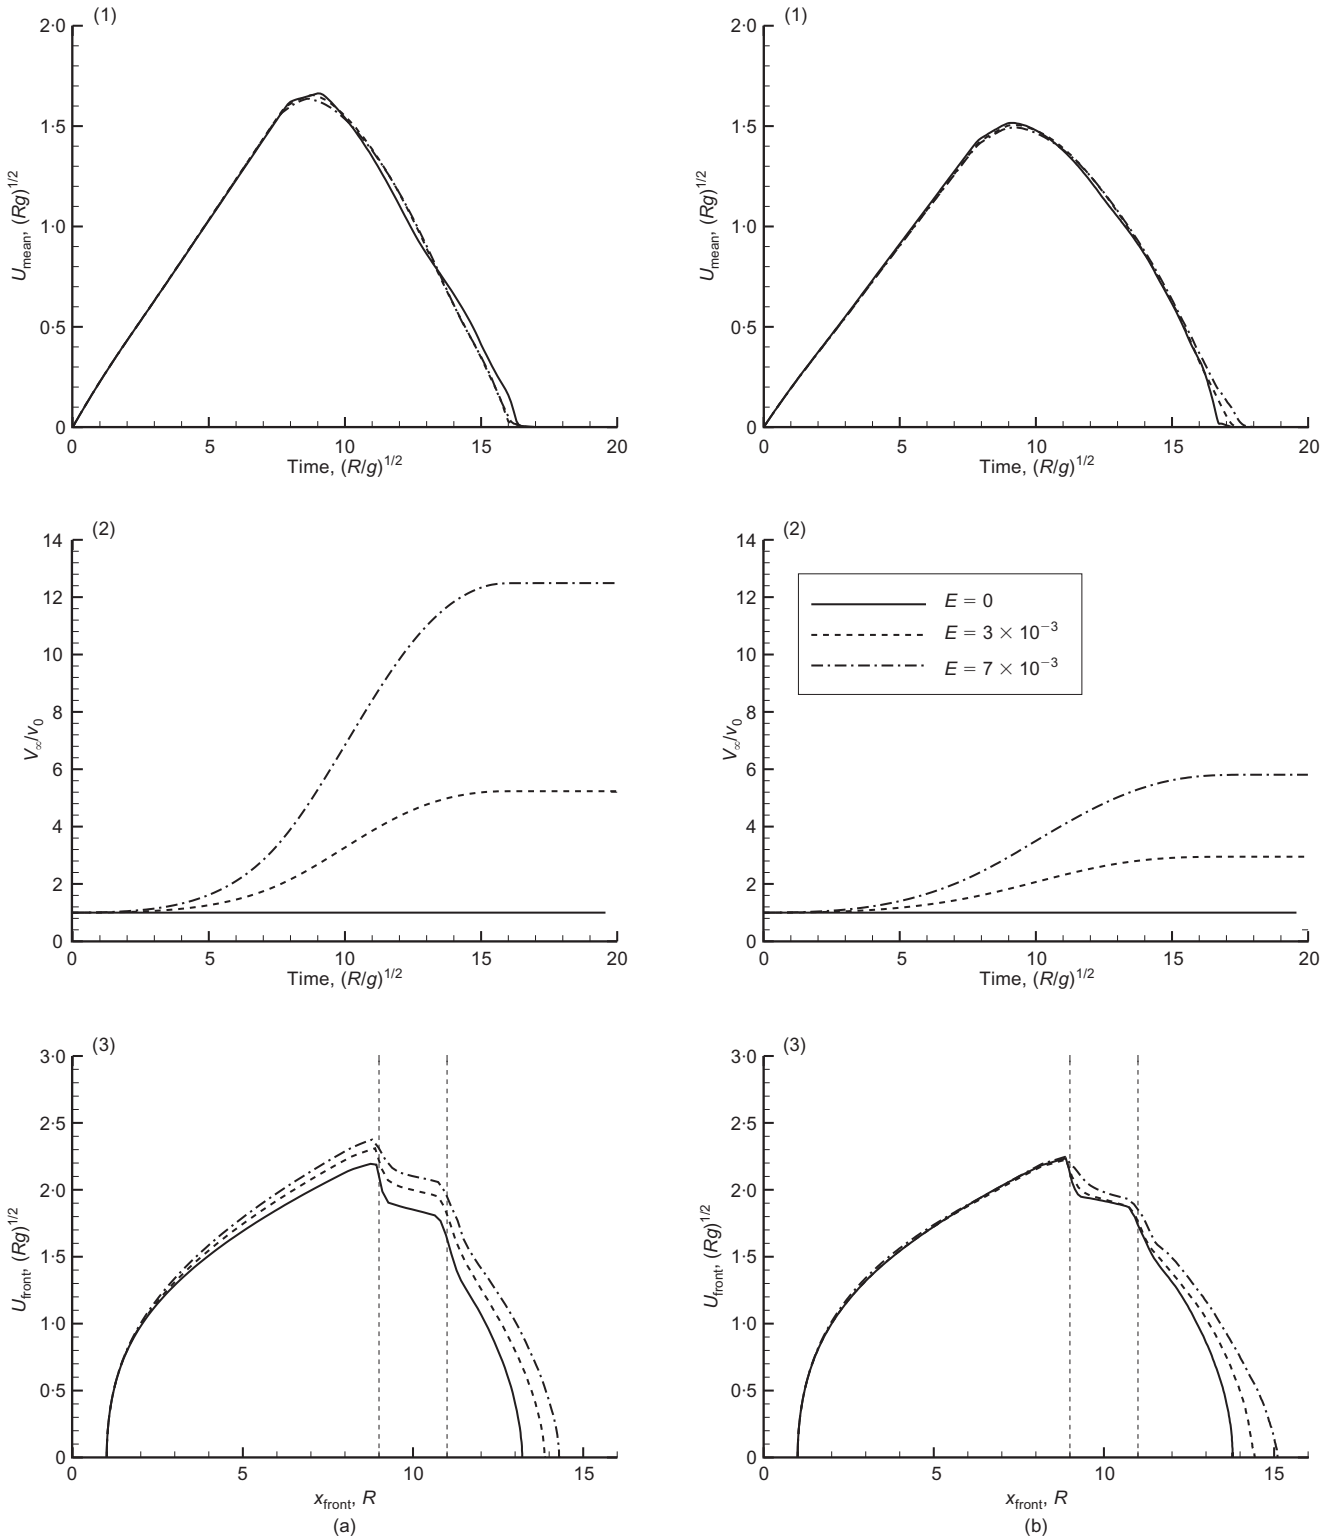 (1)
2·0
1·5
1·0
0·5
0
U_mean, (Rg)^1/2
0 5 10 15 20
Time, (R/g)^1/2
(1)
2·0
1·5
1·0
0·5
0
U_mean, (Rg)^1/2
0 5 10 15 20
Time, (R/g)^1/2
(2)
14
12
10
8
6
4
2
0
V_∝/v_0
0 5 10 15 20
Time, (R/g)^1/2
(2)
14
12
10
8
6
4
2
0
V_∝/v_0
E = 0
E = 3 × 10^−3
E = 7 × 10^−3
0 5 10 15 20
Time, (R/g)^1/2
(3)
3·0
2·5
2·0
1·5
1·0
0·5
0
U_front, (Rg)^1/2
0 5 10 15
x_front, R
(a)
(3)
3·0
2·5
2·0
1·5
1·0
0·5
0
U_front, (Rg)^1/2
0 5 10 15
x_front, R
(b)